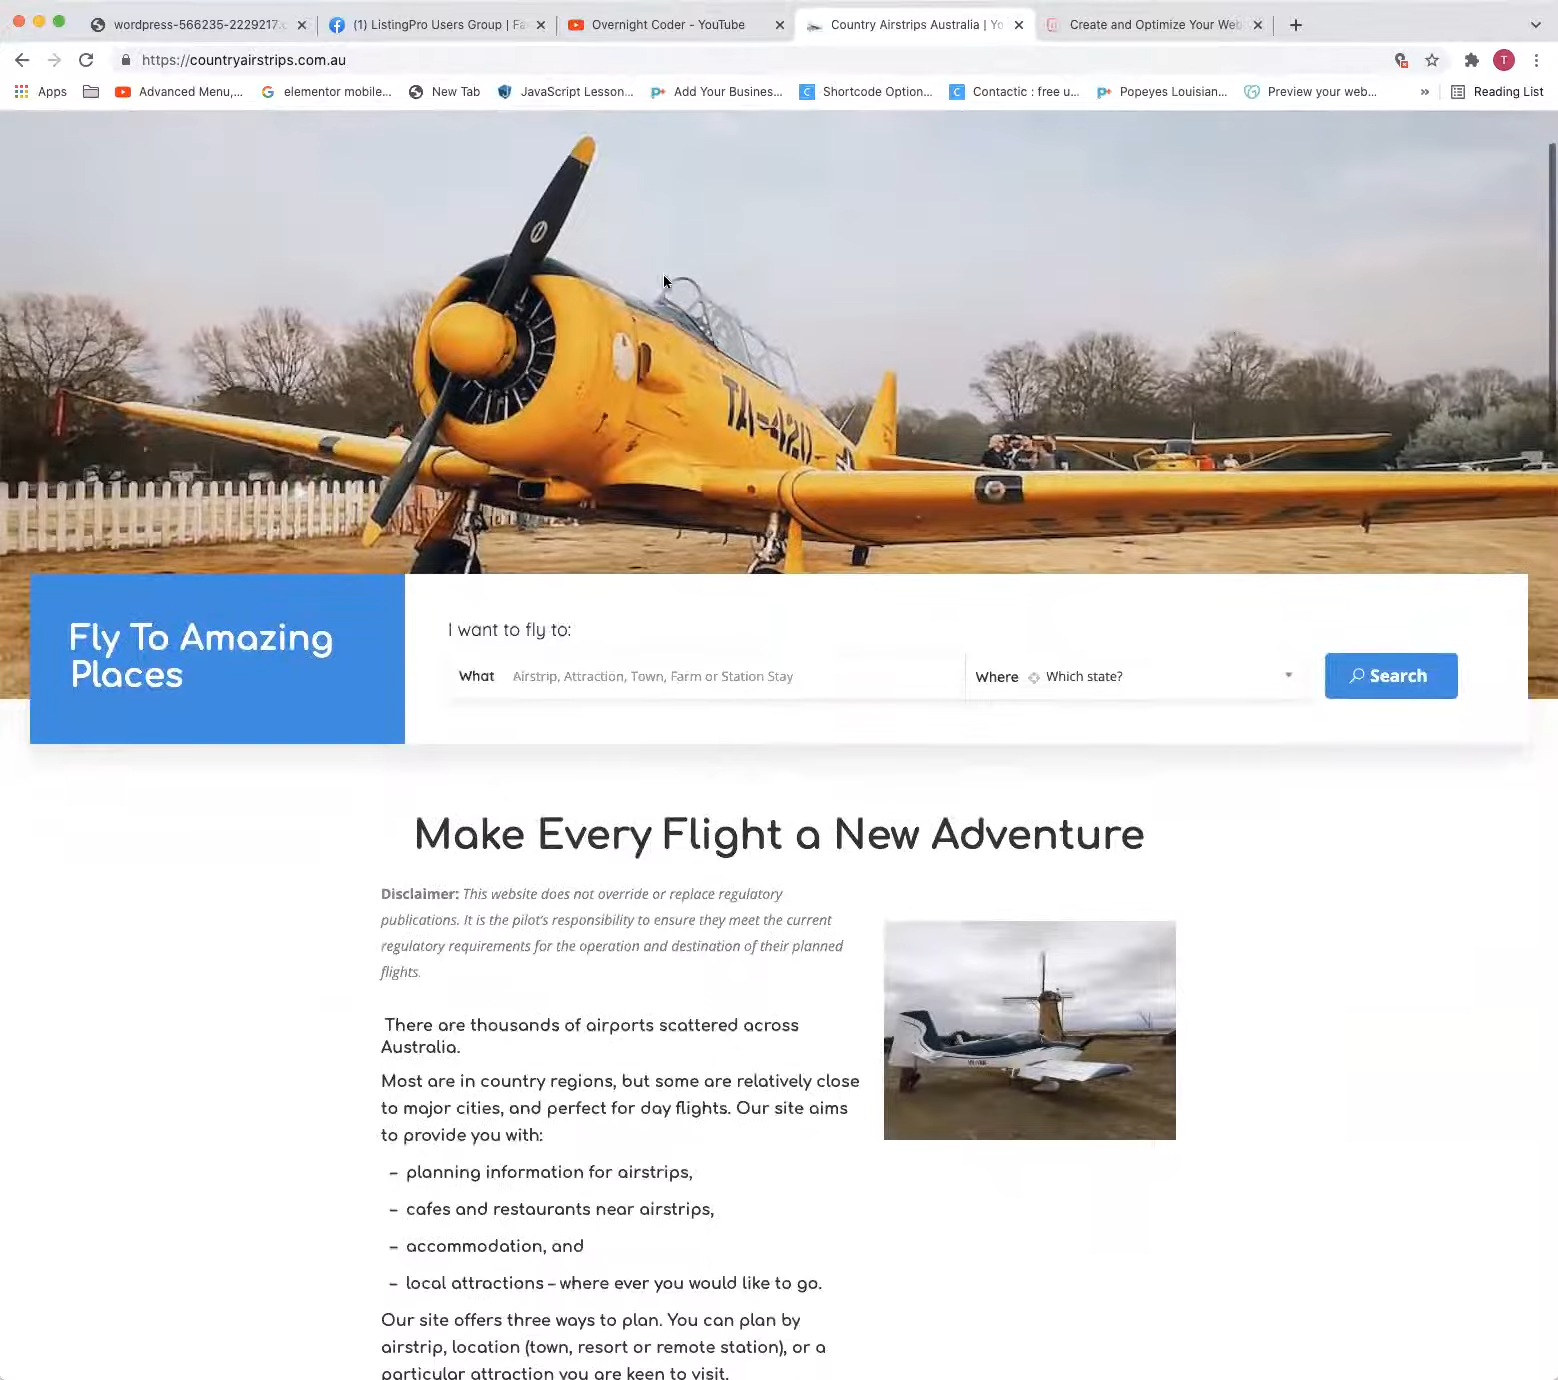 wordpress-566235-2229217.c
(1) ListingPro Users Group | Fa
Overnight Coder - YouTube
Country Airstrips Australia | Yo
Create and Optimize Your Web
https://countryairstrips.com.au
T
Apps
Advanced Menu,...
elementor mobile...
New Tab
JavaScript Lesson...
Add Your Busines...
Shortcode Option...
Contactic : free u...
Popeyes Louisian...
Preview your web...
»
Reading List
TA-420
Fly To Amazing
Places
I want to fly to:
What Airstrip, Attraction, Town, Farm or Station Stay
Where Which state?
Search
Make Every Flight a New Adventure
Disclaimer: This website does not override or replace regulatory
publications. It is the pilot's responsibility to ensure they meet the current
regulatory requirements for the operation and destination of their planned
flights.
There are thousands of airports scattered across
Australia.
Most are in country regions, but some are relatively close
to major cities, and perfect for day flights. Our site aims
to provide you with:
– planning information for airstrips,
– cafes and restaurants near airstrips,
– accommodation, and
– local attractions – where ever you would like to go.
Our site offers three ways to plan. You can plan by
airstrip, location (town, resort or remote station), or a
particular attraction you are keen to visit.